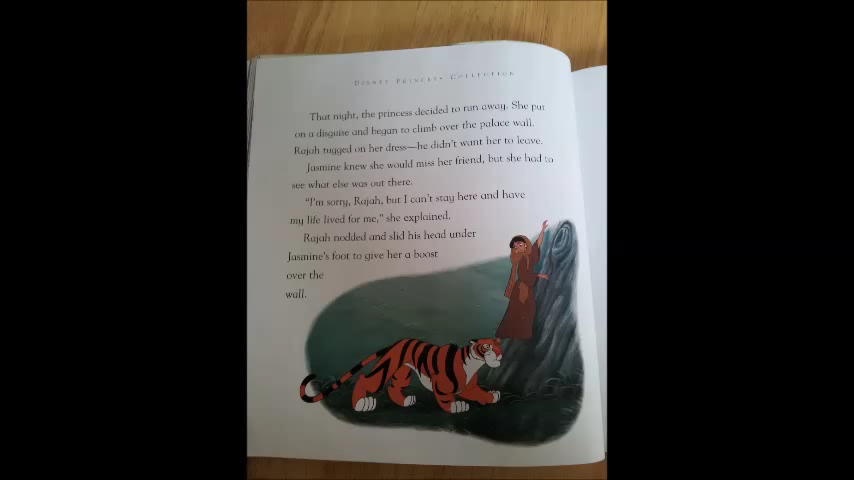 DISNEY PRINCESS COLLECTION
That night, the princess decided to run away. She put
on a disguise and began to climb over the palace wall.
Rajah tugged on her dress—he didn't want her to leave.
Jasmine knew she would miss her friend, but she had to
see what else was out there.
"I'm sorry, Rajah, but I can't stay here and have
my life lived for me," she explained.
Rajah nodded and slid his head under
Jasmine's foot to give her a boost
over the
wall.